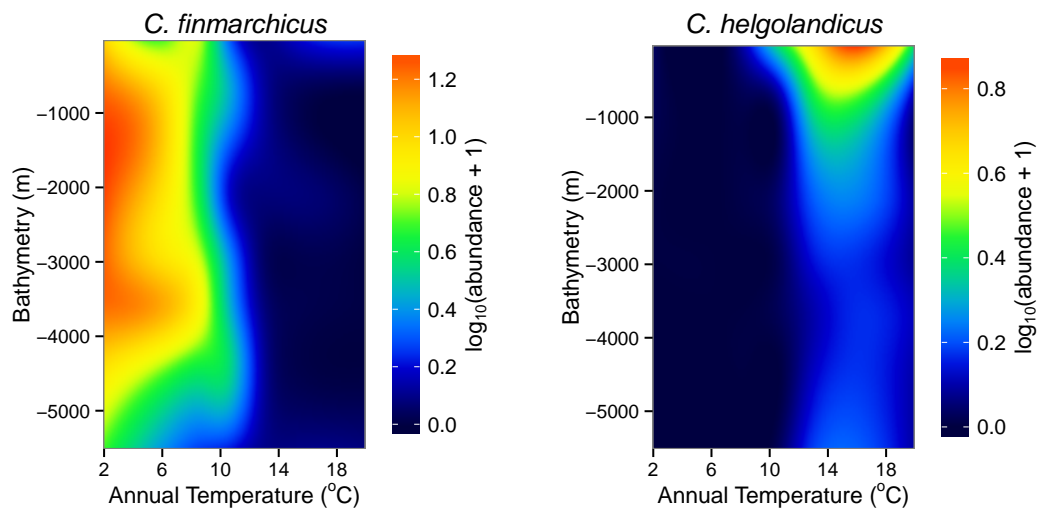 C. finmarchicus
Bathymetry (m)
−1000
−2000
−3000
−4000
−5000
2 6 10 14 18
Annual Temperature (°C)
1.2
1.0
0.8
0.6
0.4
0.2
0.0
log₁₀(abundance + 1)
C. helgolandicus
Bathymetry (m)
−1000
−2000
−3000
−4000
−5000
2 6 10 14 18
Annual Temperature (°C)
0.8
0.6
0.4
0.2
0.0
log₁₀(abundance + 1)